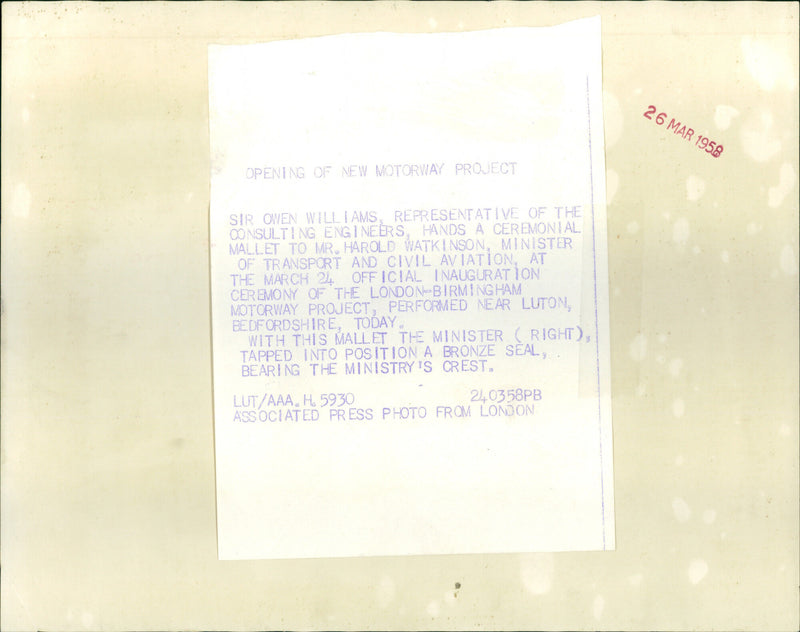 26 MAR 1958
OPENING OF NEW MOTORWAY PROJECT
SIR OWEN WILLIAMS, REPRESENTATIVE OF THE
CONSULTING ENGINEERS, HANDS A CEREMONIAL
MALLET TO MR. HAROLD WATKINSON, MINISTER
OF TRANSPORT AND CIVIL AVIATION, AT
THE MARCH 24 OFFICIAL INAUGURATION
CEREMONY OF THE LONDON-BIRMINGHAM
MOTORWAY PROJECT, PERFORMED NEAR LUTON,
BEDFORDSHIRE, TODAY.
WITH THIS MALLET THE MINISTER ( RIGHT),
TAPPED INTO POSITION A BRONZE SEAL,
BEARING THE MINISTRY'S CREST.
LUT/AAA.H.5930 240358PB
ASSOCIATED PRESS PHOTO FROM LONDON